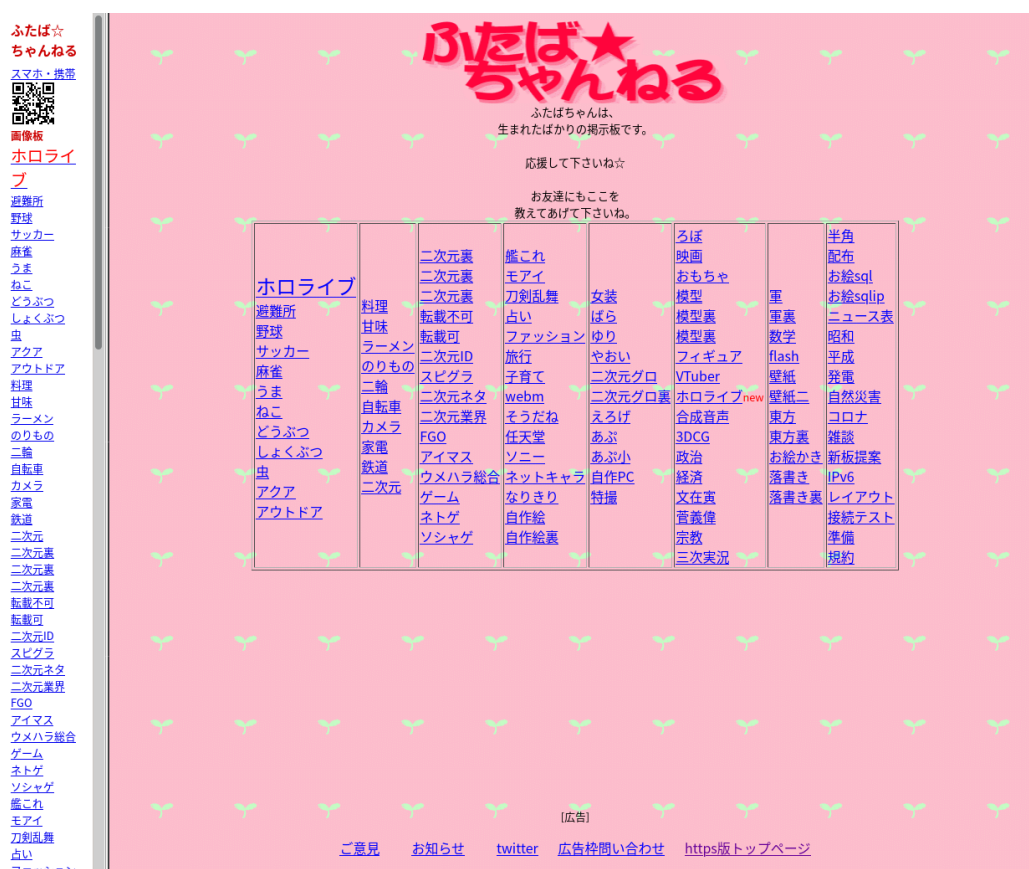 ふたば☆
ちゃんねる
スマホ・携帯
画像板
ホロライ
ブ
避難所
野球
サッカー
麻雀
うま
ねこ
どうぶつ
しょくぶつ
虫
アクア
アウトドア
料理
甘味
ラーメン
のりもの
二輪
自転車
カメラ
家電
鉄道
二次元
二次元裏
二次元裏
二次元裏
転載不可
転載可
二次元ID
スピグラ
二次元ネタ
二次元業界
FGO
アイマス
ウメハラ総合
ゲーム
ネトゲ
ソシャゲ
艦これ
モアイ
刀剣乱舞
占い
ふたば★
ちゃんねる
ふたばちゃんは、
生まれたばかりの掲示板です。
応援して下さいね☆
お友達にもここを
教えてあげて下さいね。
ホロライブ
避難所
野球
サッカー
麻雀
うま
ねこ
どうぶつ
しょくぶつ
虫
アクア
アウトドア
料理
甘味
ラーメン
のりもの
二輪
自転車
カメラ
家電
鉄道
二次元
二次元裏
二次元裏
二次元裏
転載不可
転載可
二次元ID
スピグラ
二次元ネタ
二次元業界
FGO
アイマス
ウメハラ総合
ゲーム
ネトゲ
ソシャゲ
艦これ
モアイ
刀剣乱舞
占い
ファッション
旅行
子育て
webm
そうだね
任天堂
ソニー
ネットキャラ
なりきり
自作絵
自作絵裏
女装
ばら
ゆり
やおい
二次元グロ
二次元グロ裏
えろげ
あぷ
あぷ小
自作PC
特撮
ろぼ
映画
おもちゃ
模型
模型裏
模型裏
フィギュア
VTuber
ホロライブnew
合成音声
3DCG
政治
経済
文在寅
菅義偉
宗教
三次実況
軍
軍裏
数学
flash
壁紙
壁紙二
東方
東方裏
お絵かき
落書き
落書き裏
半角
配布
お絵sql
お絵sqlip
ニュース表
昭和
平成
発電
自然災害
コロナ
雑談
新板提案
IPv6
レイアウト
接続テスト
準備
規約
[広告]
ご意見 お知らせ twitter 広告枠問い合わせ https版トップページ